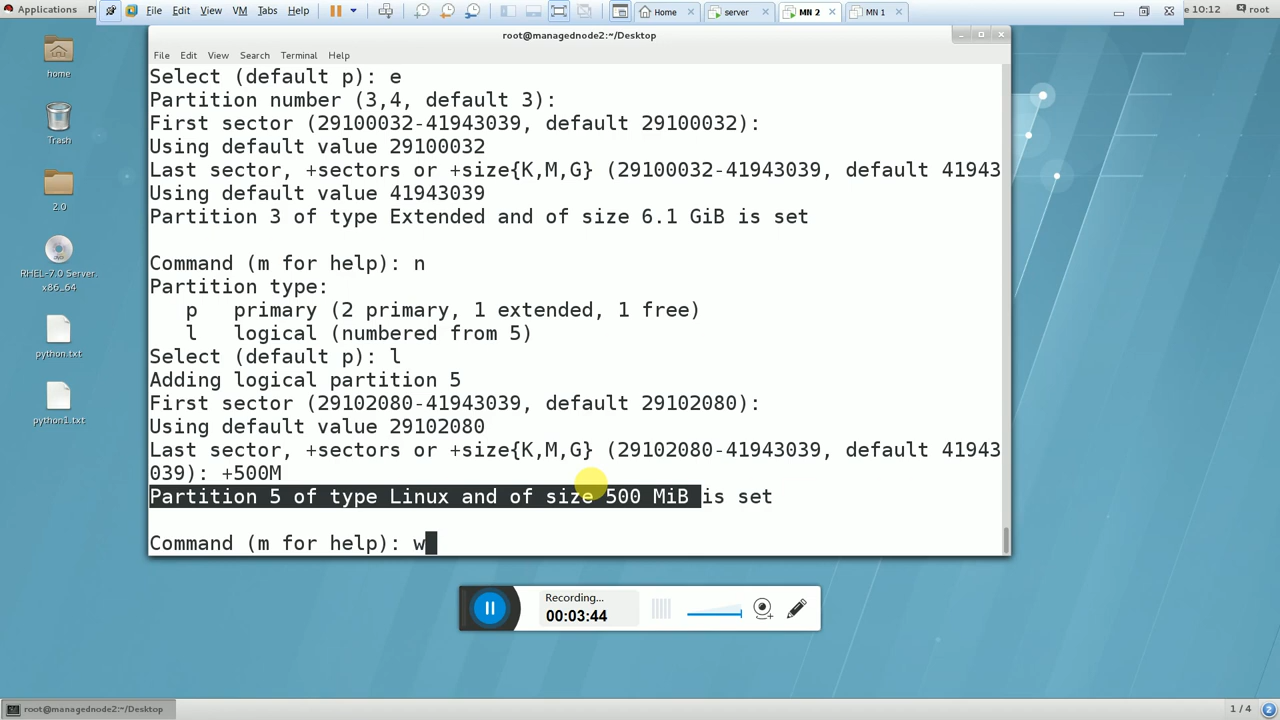 Applications Pl
File Edit View VM Tabs Help
Home server MN 2 MN 1
10:12 root
root@managednode2:~/Desktop
File Edit View Search Terminal Help
Select (default p): e
Partition number (3,4, default 3):
First sector (29100032-41943039, default 29100032):
Using default value 29100032
Last sector, +sectors or +size{K,M,G} (29100032-41943039, default 41943
Using default value 41943039
Partition 3 of type Extended and of size 6.1 GiB is set
Command (m for help): n
Partition type:
p primary (2 primary, 1 extended, 1 free)
l logical (numbered from 5)
Select (default p): l
Adding logical partition 5
First sector (29102080-41943039, default 29102080):
Using default value 29102080
Last sector, +sectors or +size{K,M,G} (29102080-41943039, default 41943
039): +500M
Partition 5 of type Linux and of size 500 MiB is set
Command (m for help): w
home
Trash
2.0
RHEL-7.0 Server.
x86_64
python.txt
python1.txt
Recording...
00:03:44
root@managednode2:~/Desktop
1 / 4 2